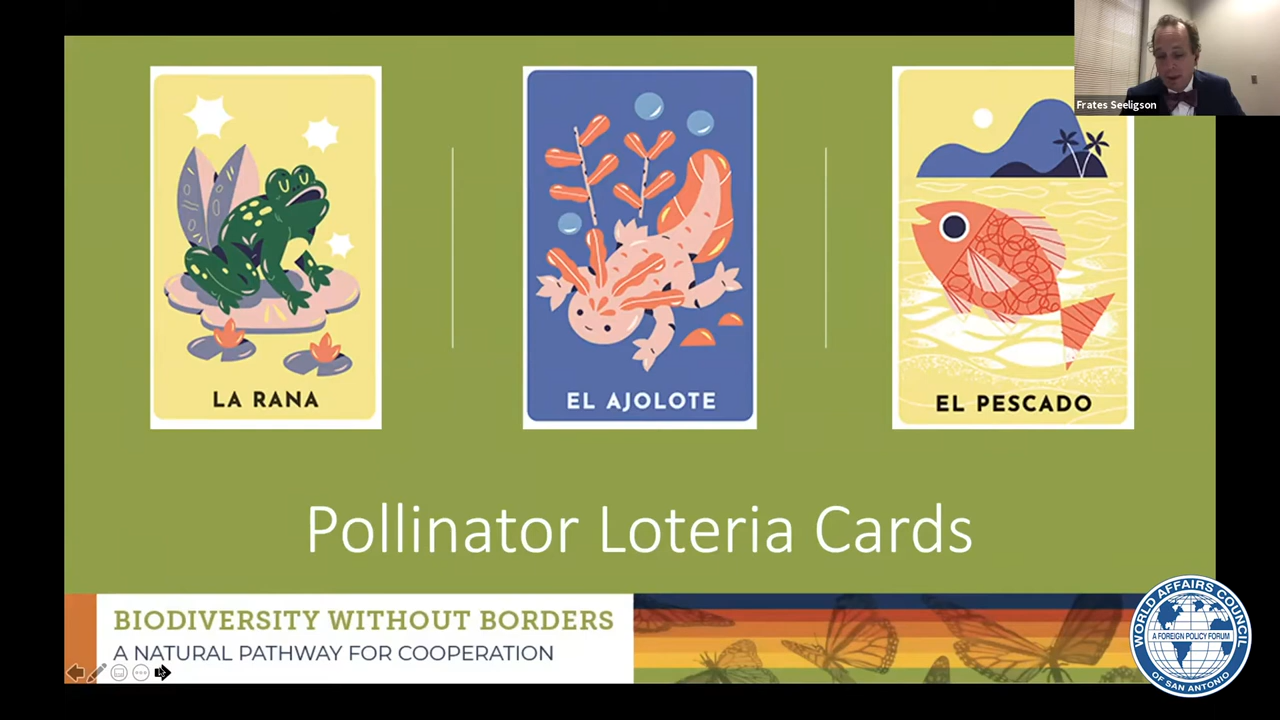 Frates Seeligson
LA RANA
EL AJOLOTE
EL PESCADO
Pollinator Loteria Cards
BIODIVERSITY WITHOUT BORDERS
A NATURAL PATHWAY FOR COOPERATION
WORLD AFFAIRS COUNCIL
A FOREIGN POLICY FORUM
OF SAN ANTONIO